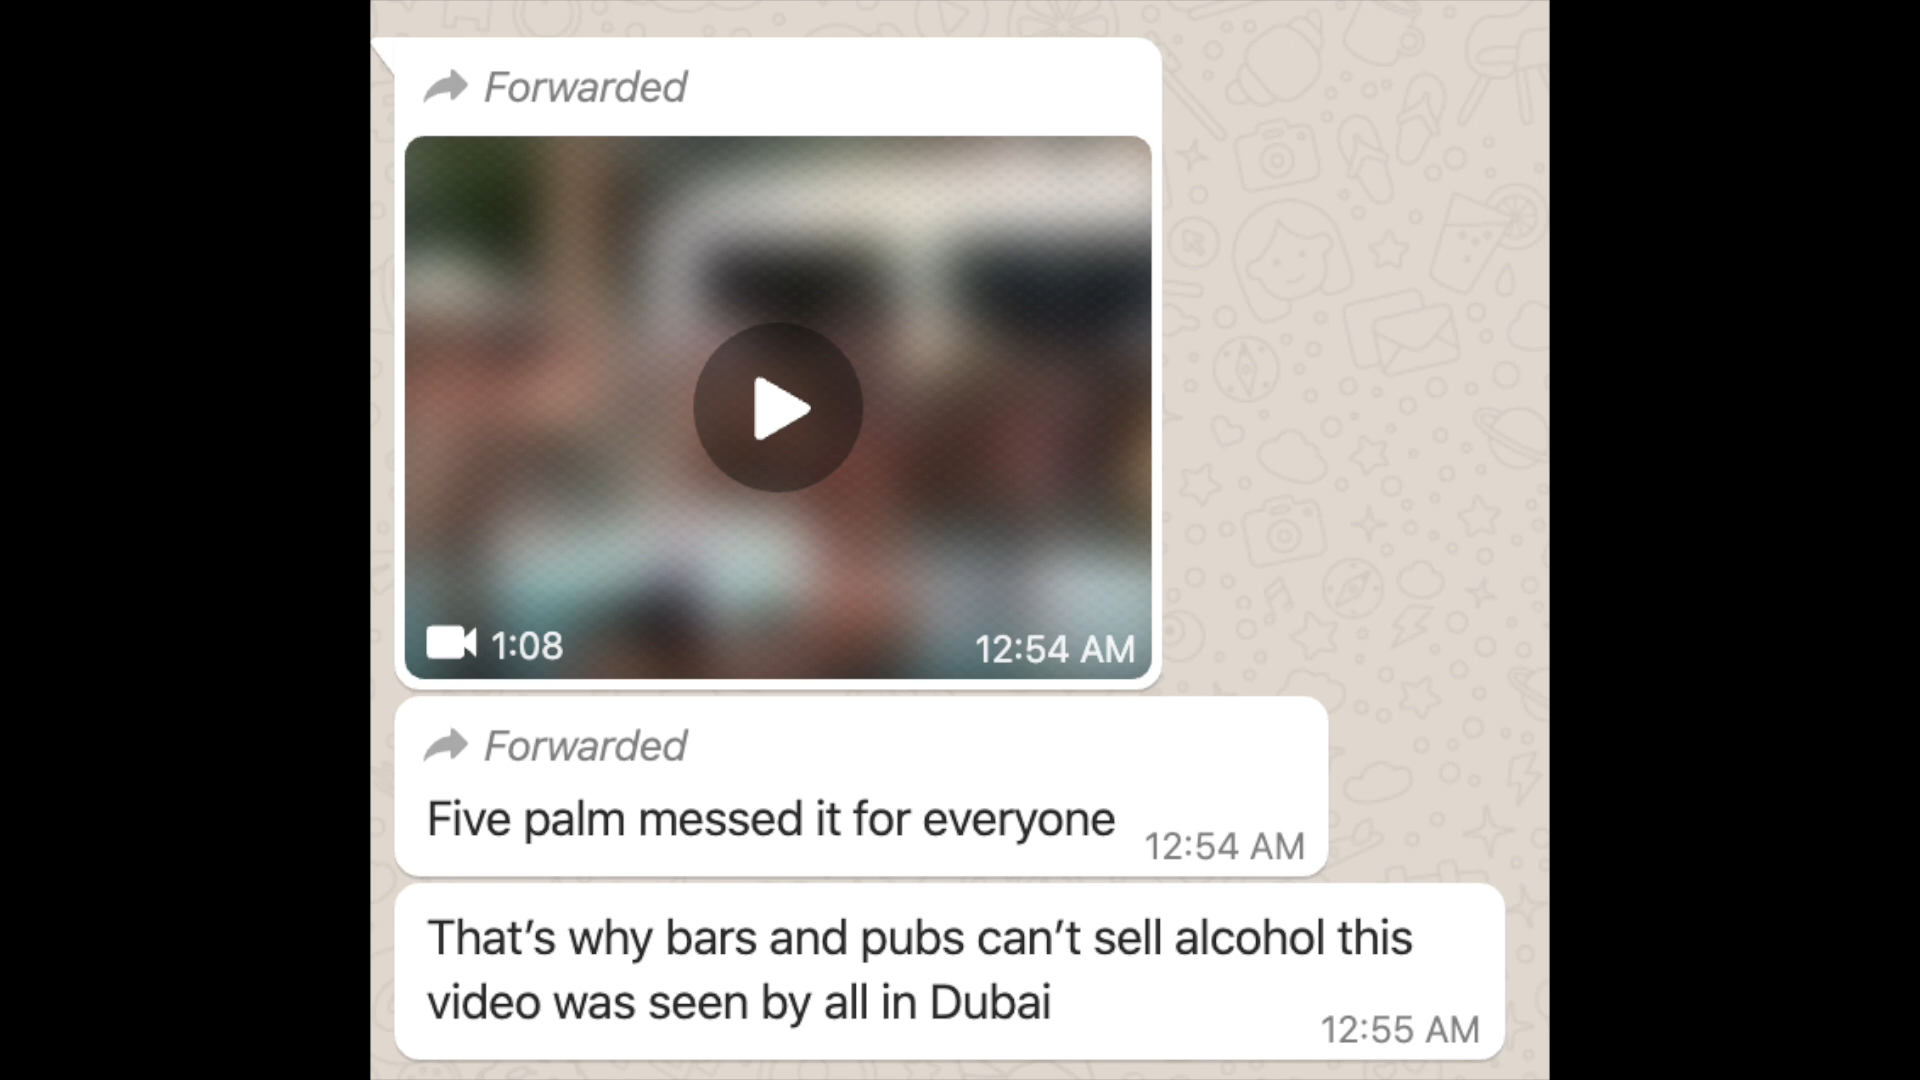 Forwarded
1:08
12:54 AM
Forwarded
Five palm messed it for everyone
12:54 AM
That’s why bars and pubs can’t sell alcohol this
video was seen by all in Dubai
12:55 AM